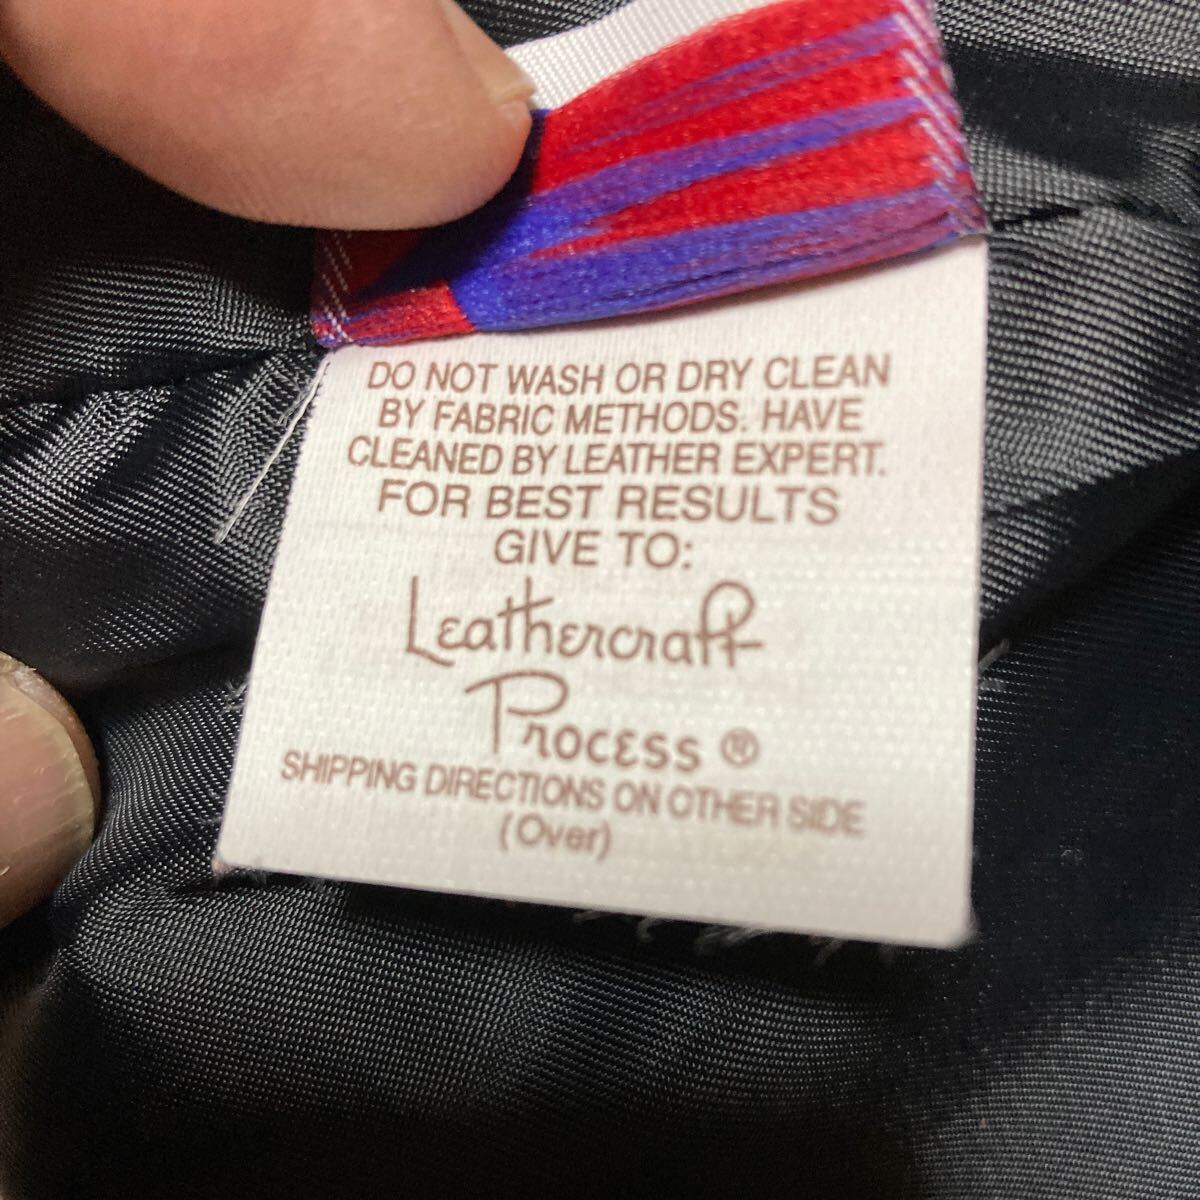 DO NOT WASH OR DRY CLEAN
BY FABRIC METHODS. HAVE
CLEANED BY LEATHER EXPERT.
FOR BEST RESULTS
GIVE TO:
Leathercraft
Process ®
SHIPPING DIRECTIONS ON OTHER SIDE
(Over)